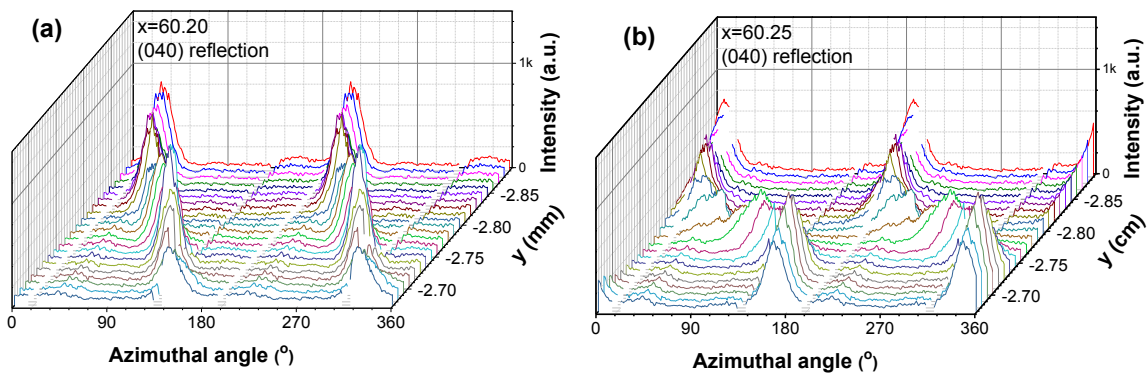 (a)
x=60.20
(040) reflection
1k
0
Intensity (a.u.)
-2.85
-2.80
-2.75
-2.70
y (mm)
0
90
180
270
360
Azimuthal angle (°)
(b)
x=60.25
(040) reflection
1k
0
Intensity (a.u.)
-2.85
-2.80
-2.75
-2.70
y (cm)
0
90
180
270
360
Azimuthal angle (°)